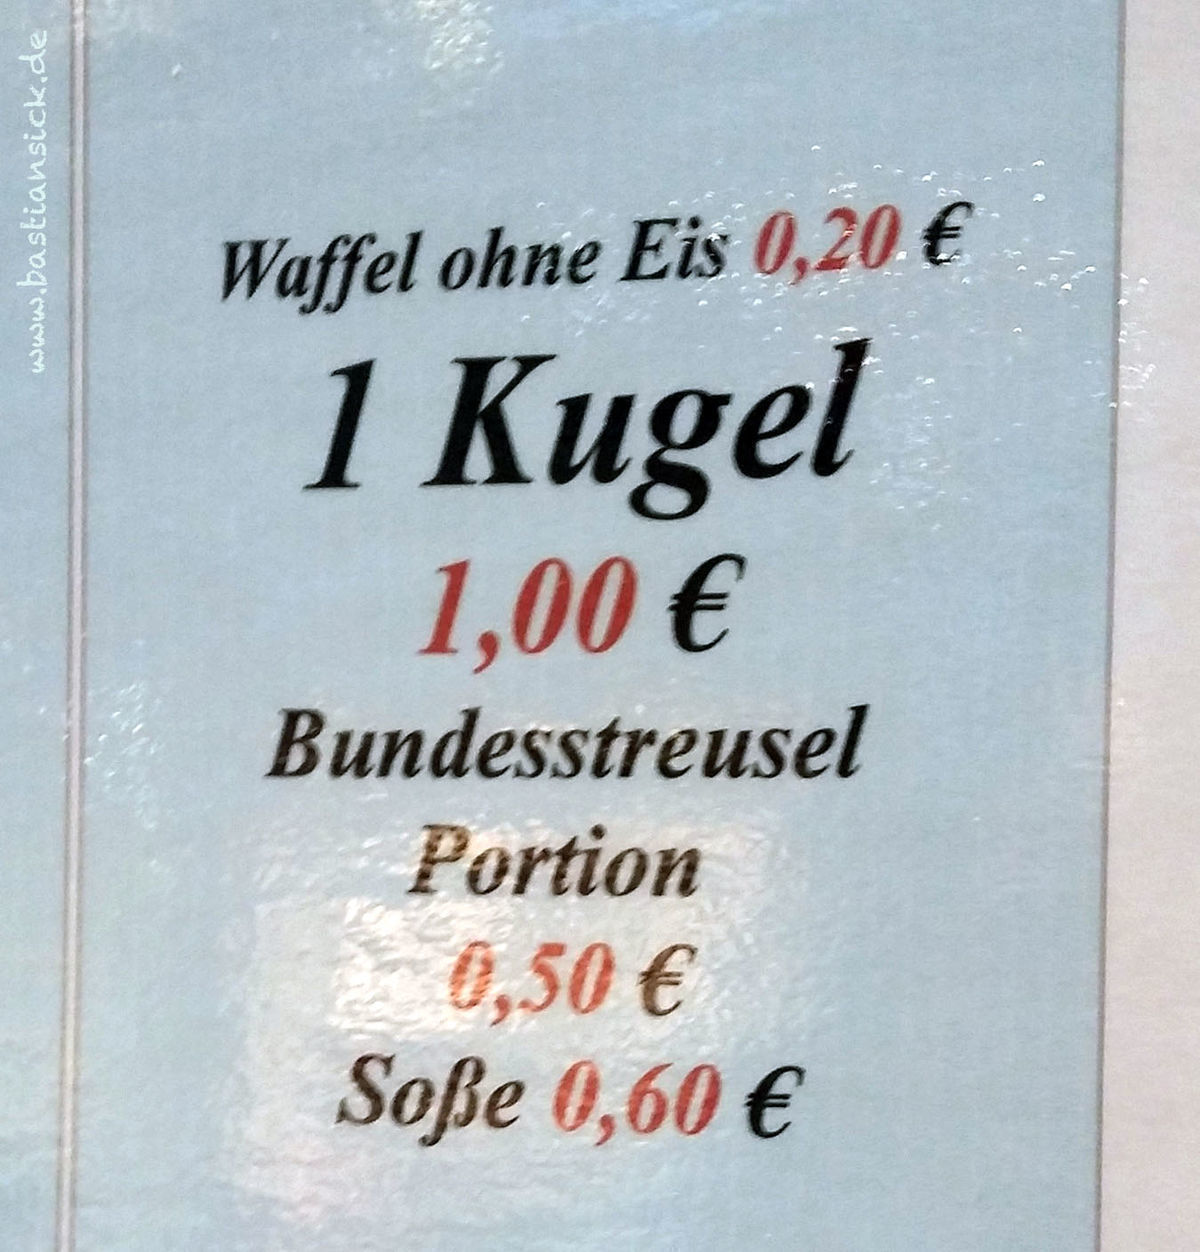 www.bastiansick.de
Waffel ohne Eis 0,20 €
1 Kugel
1,00 €
Bundesstreusel
Portion
0,50 €
Soße 0,60 €